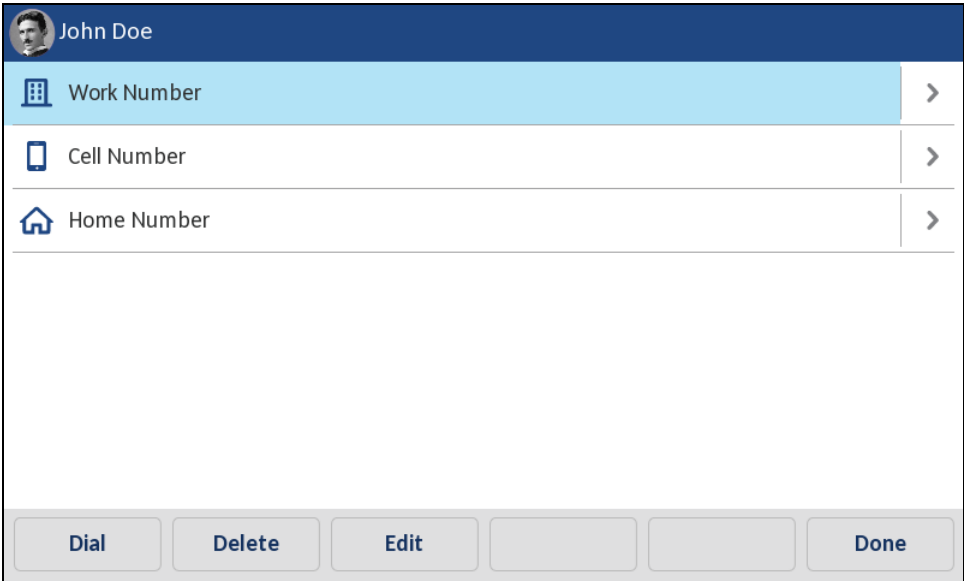 John Doe
Work Number
Cell Number
Home Number
Dial Delete Edit Done